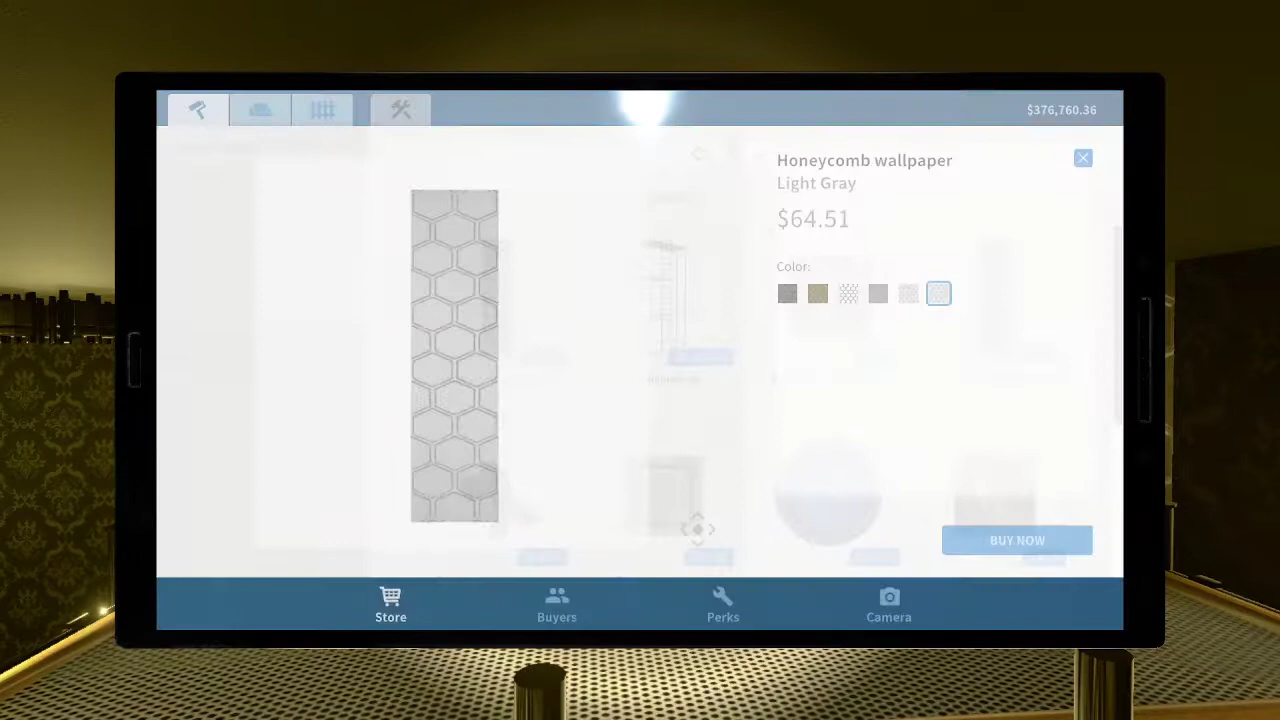 $376,760.36
Honeycomb wallpaper
Light Gray
$64.51
Color:
BUY NOW
Store
Buyers
Perks
Camera